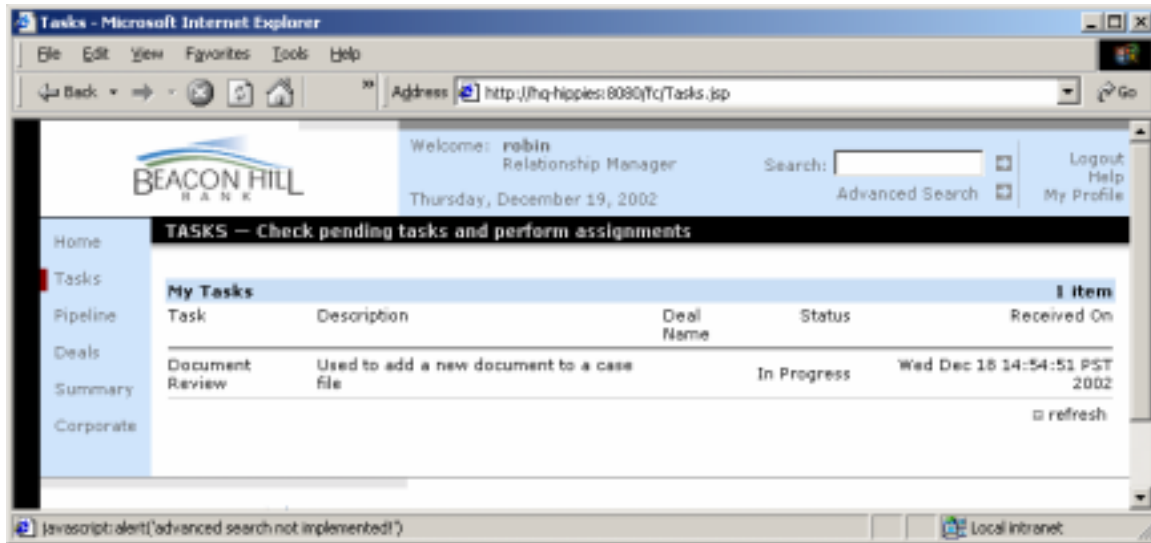 Tasks - Microsoft Internet Explorer
File Edit View Favorites Tools Help
Back » Address http://hq-hippies:8080/fc/Tasks.jsp Go
BEACON HILL
BANK
Welcome: robin
Relationship Manager
Thursday, December 19, 2002
Search:
Advanced Search
Logout
Help
My Profile
Home
Tasks
Pipeline
Deals
Summary
Corporate
TASKS — Check pending tasks and perform assignments
My Tasks 1 item
Task Description Deal Name Status Received On
Document Review Used to add a new document to a case file In Progress Wed Dec 18 14:54:51 PST 2002
refresh
javascript:alert('advanced search not implemented!') Local intranet